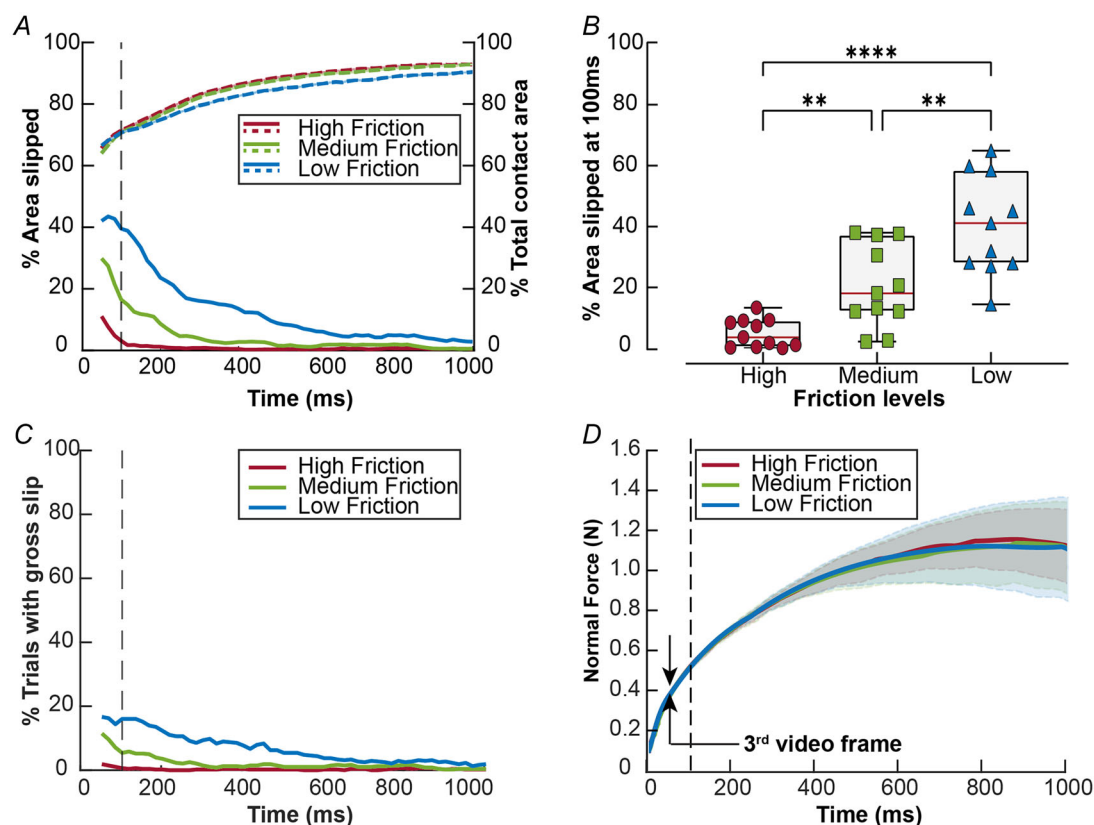 A
% Area slipped
100
80
60
40
20
0
200
400
600
800
1000
Time (ms)
100
80
60
40
20
0
% Total contact area
High Friction
Medium Friction
Low Friction
B
% Area slipped at 100ms
100
80
60
40
20
0
****
**
**
High
Medium
Low
Friction levels
C
% Trials with gross slip
100
80
60
40
20
0
200
400
600
800
1000
Time (ms)
High Friction
Medium Friction
Low Friction
D
Normal Force (N)
1.6
1.4
1.2
1.0
0.8
0.6
0.4
0.2
0
0
200
400
600
800
1000
Time (ms)
High Friction
Medium Friction
Low Friction
3rd video frame